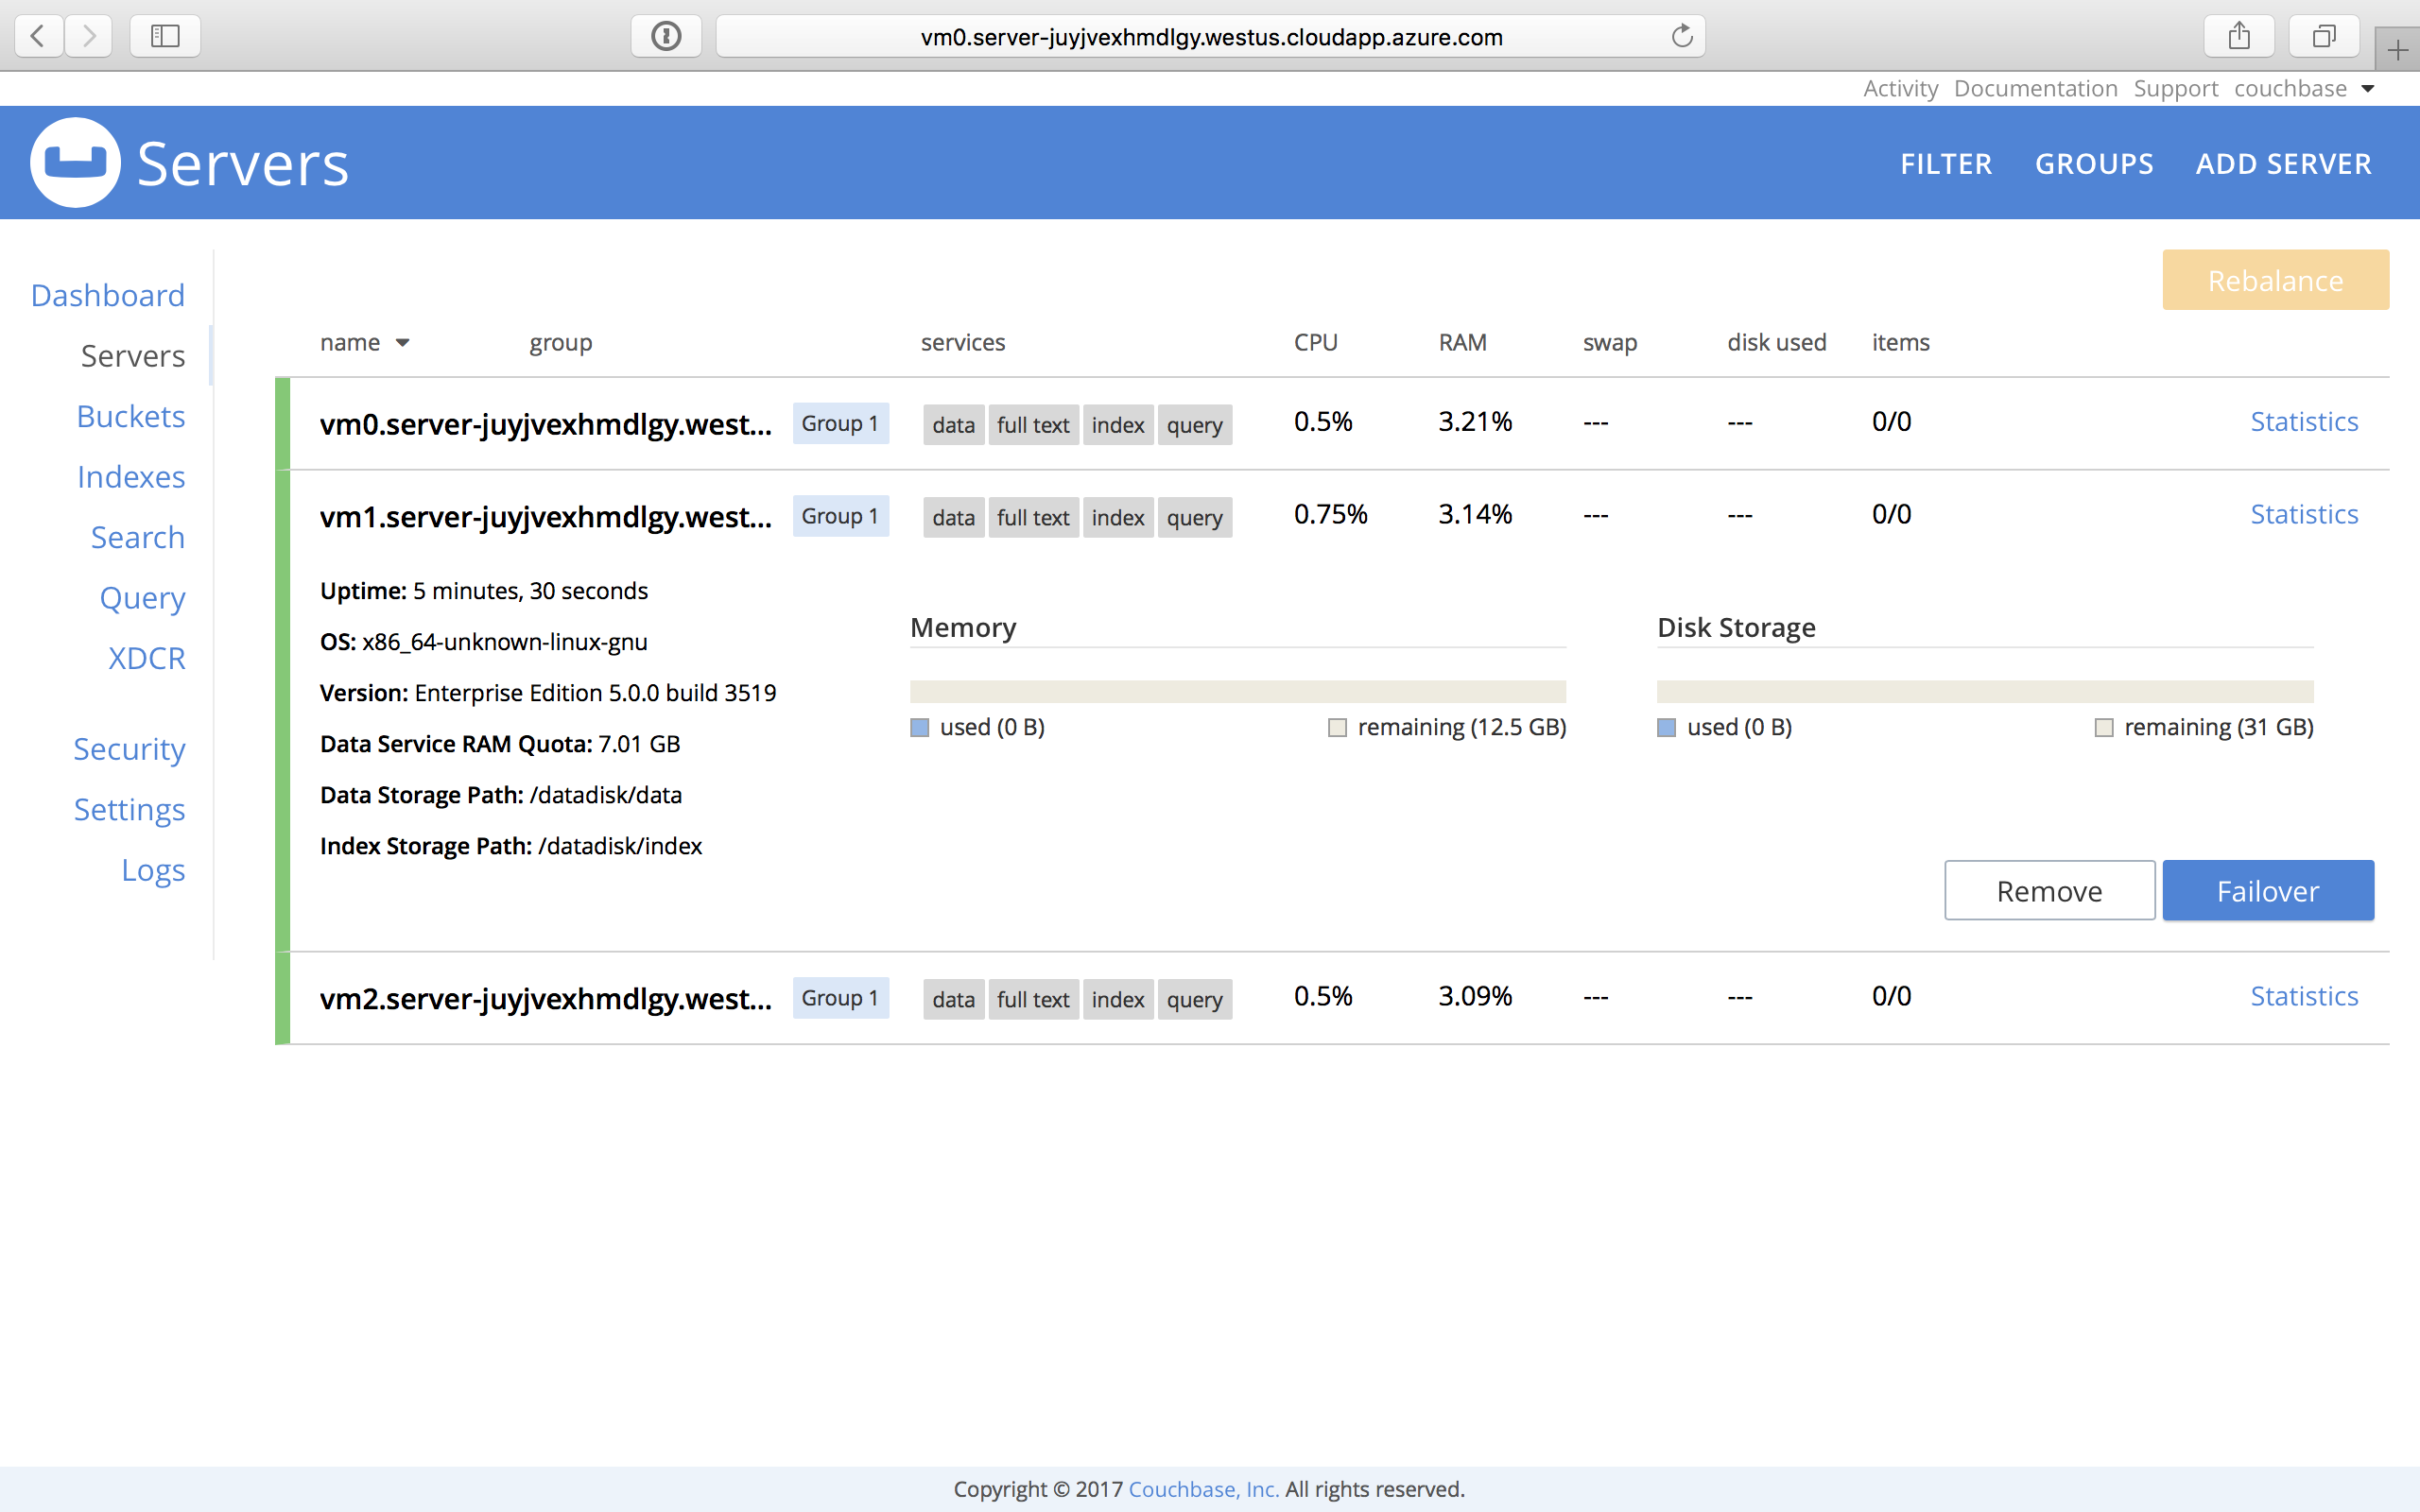 vm0.server-juyjvexhmdlgy.westus.cloudapp.azure.com
Activity Documentation Support couchbase
Servers
FILTER GROUPS ADD SERVER
Dashboard
Servers
Buckets
Indexes
Search
Query
XDCR
Security
Settings
Logs
Rebalance
name group services CPU RAM swap disk used items
vm0.server-juyjvexhmdlgy.west... Group 1 data full text index query 0.5% 3.21% --- --- 0/0 Statistics
vm1.server-juyjvexhmdlgy.west... Group 1 data full text index query 0.75% 3.14% --- --- 0/0 Statistics
Uptime: 5 minutes, 30 seconds
OS: x86_64-unknown-linux-gnu
Version: Enterprise Edition 5.0.0 build 3519
Data Service RAM Quota: 7.01 GB
Data Storage Path: /datadisk/data
Index Storage Path: /datadisk/index
Memory
used (0 B) remaining (12.5 GB)
Disk Storage
used (0 B) remaining (31 GB)
Remove Failover
vm2.server-juyjvexhmdlgy.west... Group 1 data full text index query 0.5% 3.09% --- --- 0/0 Statistics
Copyright © 2017 Couchbase, Inc. All rights reserved.